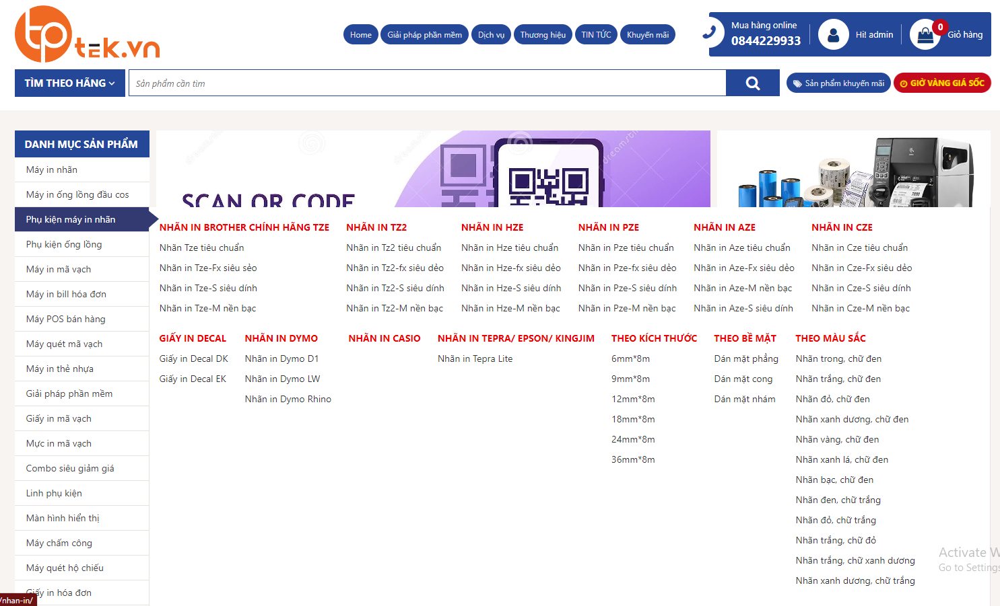 tek.vn
Home
Giải pháp phần mềm
Dịch vụ
Thương hiệu
TIN TỨC
Khuyến mãi
Mua hàng online
0844229933
Hi! admin
0
Giỏ hàng
TÌM THEO HÃNG
Sản phẩm cần tìm
Sản phẩm khuyến mãi
GIỜ VÀNG GIÁ SỐC
DANH MỤC SẢN PHẨM
Máy in nhãn
Máy in ống lồng đầu cos
Phụ kiện máy in nhãn
Phụ kiện ống lồng
Máy in mã vạch
Máy in bill hóa đơn
Máy POS bán hàng
Máy quét mã vạch
Máy in thẻ nhựa
Giải pháp phần mềm
Giấy in mã vạch
Mực in mã vạch
Combo siêu giảm giá
Linh phụ kiện
Màn hình hiển thị
Máy chấm công
Máy quét hộ chiếu
Giấy in hóa đơn
/nhan-in/
SCAN QR CODE
NHÃN IN BROTHER CHÍNH HÃNG TZE
Nhãn Tze tiêu chuẩn
Nhãn in Tze-Fx siêu sẻo
Nhãn in Tze-S siêu dính
Nhãn in Tze-M nền bạc
NHÃN IN TZ2
Nhãn in Tz2 tiêu chuẩn
Nhãn in Tz2-fx siêu dẻo
Nhãn in Tz2-S siêu dính
Nhãn in Tz2-M nền bạc
NHÃN IN HZE
Nhãn in Hze tiêu chuẩn
Nhãn in Hze-fx siêu dẻo
Nhãn in Hze-S siêu dính
Nhãn in Hze-M nền bạc
NHÃN IN PZE
Nhãn in Pze tiêu chuẩn
Nhãn in Pze-fx siêu dẻo
Nhãn in Pze-S siêu dính
Nhãn in Pze-M nền bạc
NHÃN IN AZE
Nhãn in Aze tiêu chuẩn
Nhãn in Aze-Fx siêu dẻo
Nhãn in Aze-M nền bạc
Nhãn in Aze-S siêu dính
NHÃN IN CZE
Nhãn in Cze tiêu chuẩn
Nhãn in Cze-Fx siêu dẻo
Nhãn in Cze-S siêu dính
Nhãn in Cze-M nền bạc
GIẤY IN DECAL
Giấy in Decal DK
Giấy in Decal EK
NHÃN IN DYMO
Nhãn in Dymo D1
Nhãn in Dymo LW
Nhãn in Dymo Rhino
NHÃN IN CASIO
NHÃN IN TEPRA/ EPSON/ KINGJIM
Nhãn in Tepra Lite
THEO KÍCH THƯỚC
6mm*8m
9mm*8m
12mm*8m
18mm*8m
24mm*8m
36mm*8m
THEO BỀ MẶT
Dán mặt phẳng
Dán mặt cong
Dán mặt nhám
THEO MÀU SẮC
Nhãn trong, chữ đen
Nhãn trắng, chữ đen
Nhãn đỏ, chữ đen
Nhãn xanh dương, chữ đen
Nhãn vàng, chữ đen
Nhãn xanh lá, chữ đen
Nhãn bạc, chữ đen
Nhãn đen, chữ trắng
Nhãn đỏ, chữ trắng
Nhãn trắng, chữ đỏ
Nhãn trắng, chữ xanh dương
Nhãn xanh dương, chữ trắng
Activate W
Go to Settings